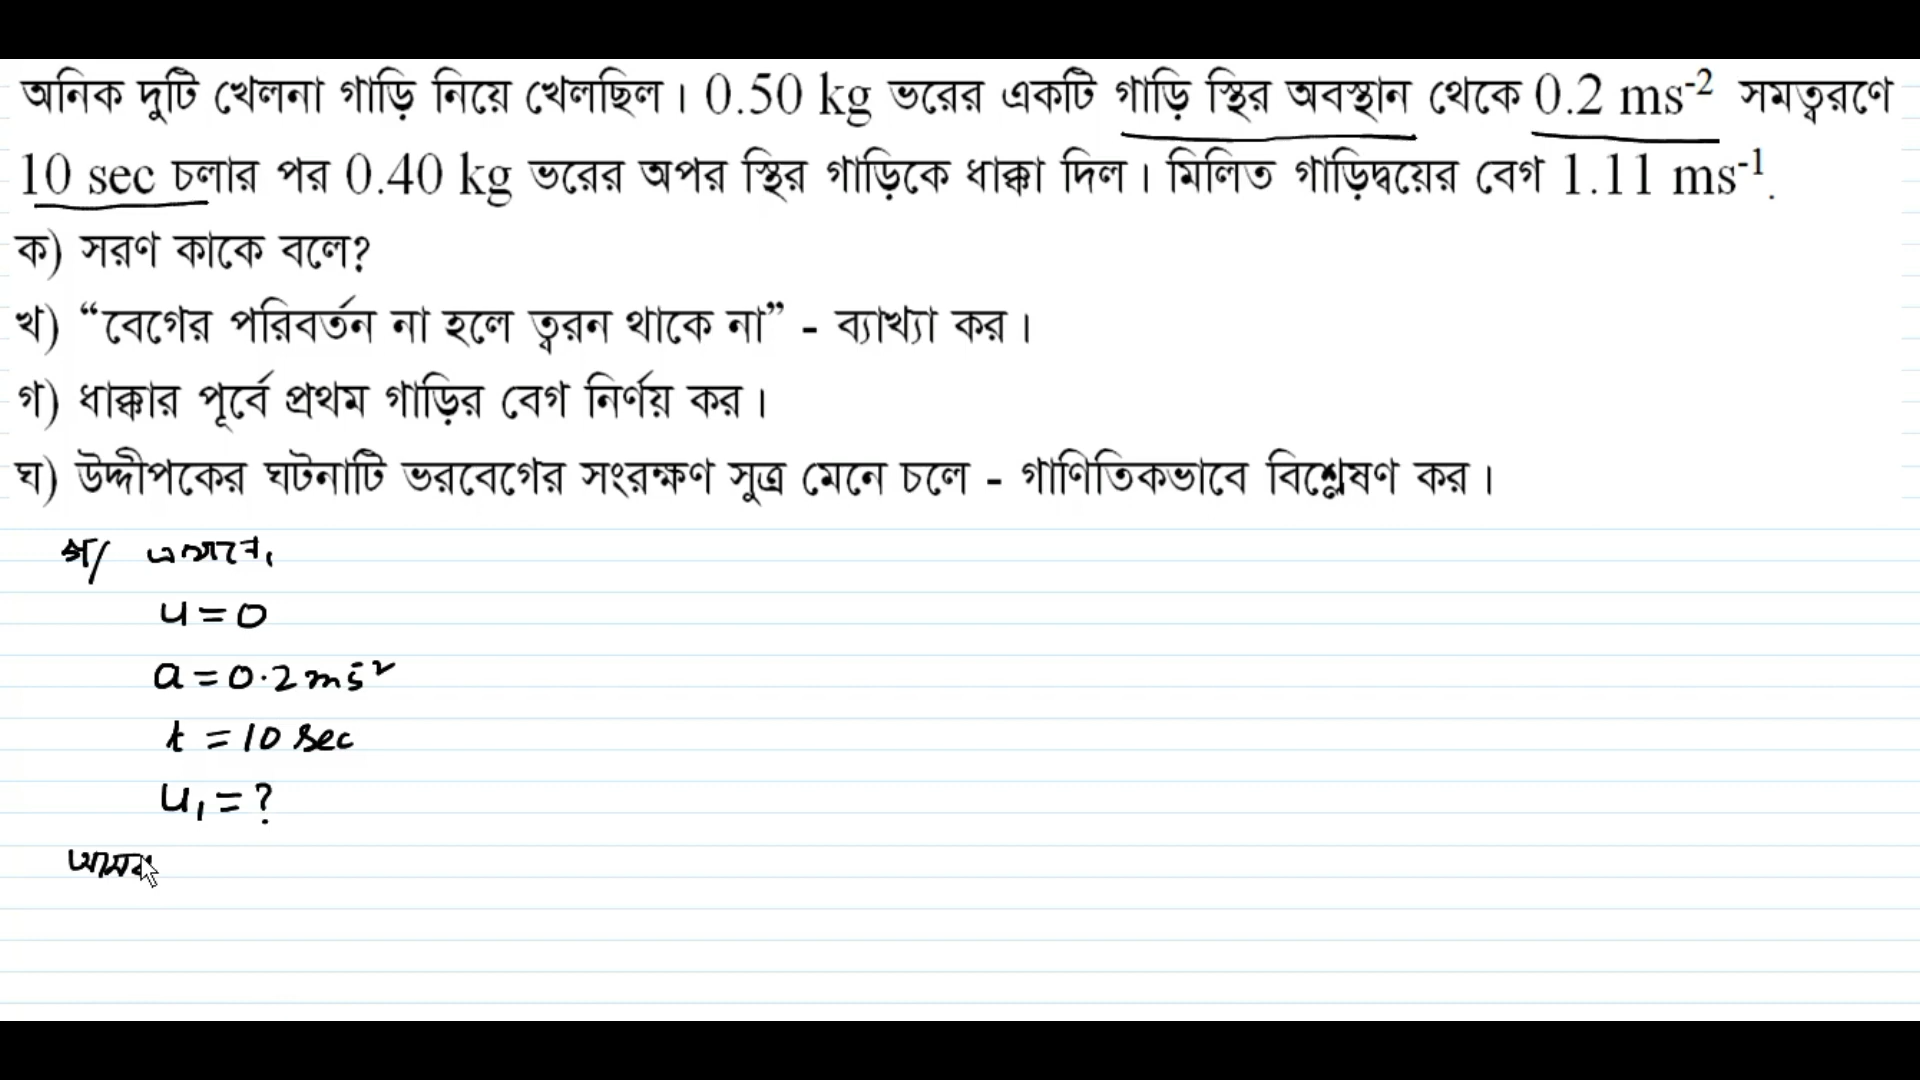 অনিক দুটি খেলনা গাড়ি নিয়ে খেলছিল। 0.50 kg ভরের একটি গাড়ি স্থির অবস্থান থেকে 0.2 ms⁻² সমত্বরণে
10 sec চলার পর 0.40 kg ভরের অপর স্থির গাড়িকে ধাক্কা দিল। মিলিত গাড়িদ্বয়ের বেগ 1.11 ms⁻¹.
ক) সরণ কাকে বলে?
খ) “বেগের পরিবর্তন না হলে ত্বরন থাকে না” - ব্যাখ্যা কর।
গ) ধাক্কার পূর্বে প্রথম গাড়ির বেগ নির্ণয় কর।
ঘ) উদ্দীপকের ঘটনাটি ভরবেগের সংরক্ষণ সুত্র মেনে চলে - গাণিতিকভাবে বিশ্লেষণ কর।
গ/ এখানে,
u = 0
a = 0.2 ms⁻²
t = 10 sec
u₁ = ?